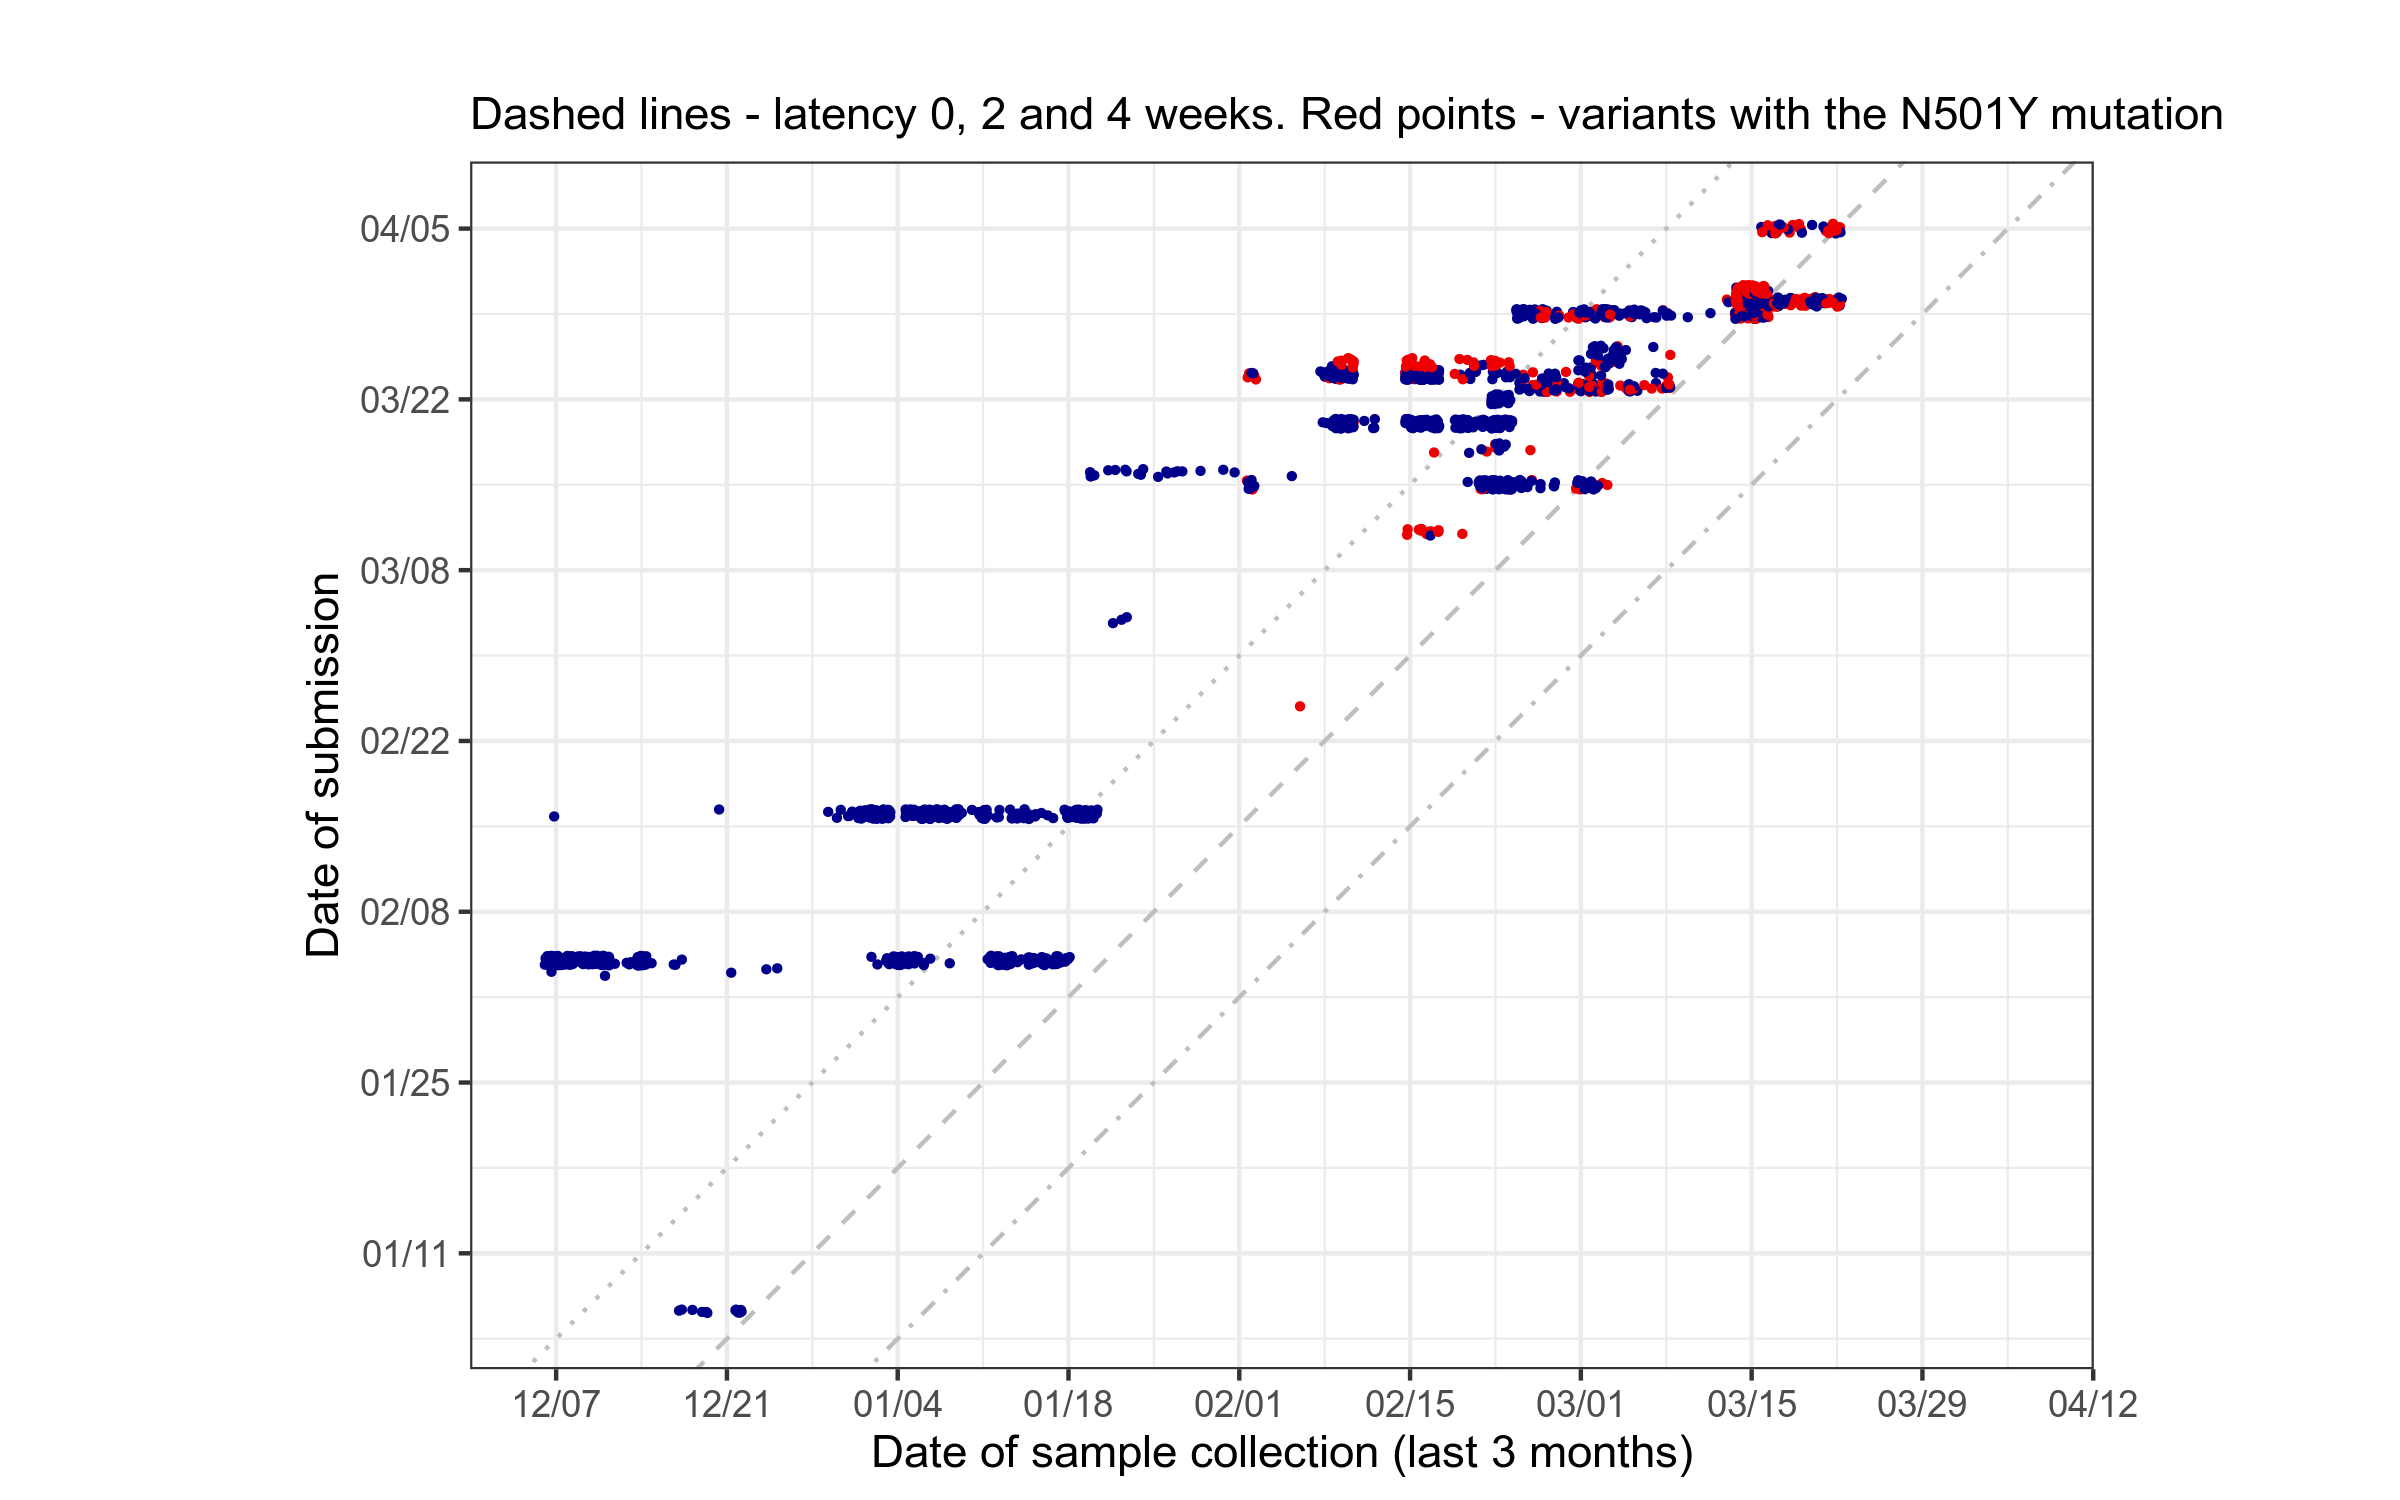 Dashed lines - latency 0, 2 and 4 weeks. Red points - variants with the N501Y mutation
Date of submission
04/05
03/22
03/08
02/22
02/08
01/25
01/11
12/07 12/21 01/04 01/18 02/01 02/15 03/01 03/15 03/29 04/12
Date of sample collection (last 3 months)